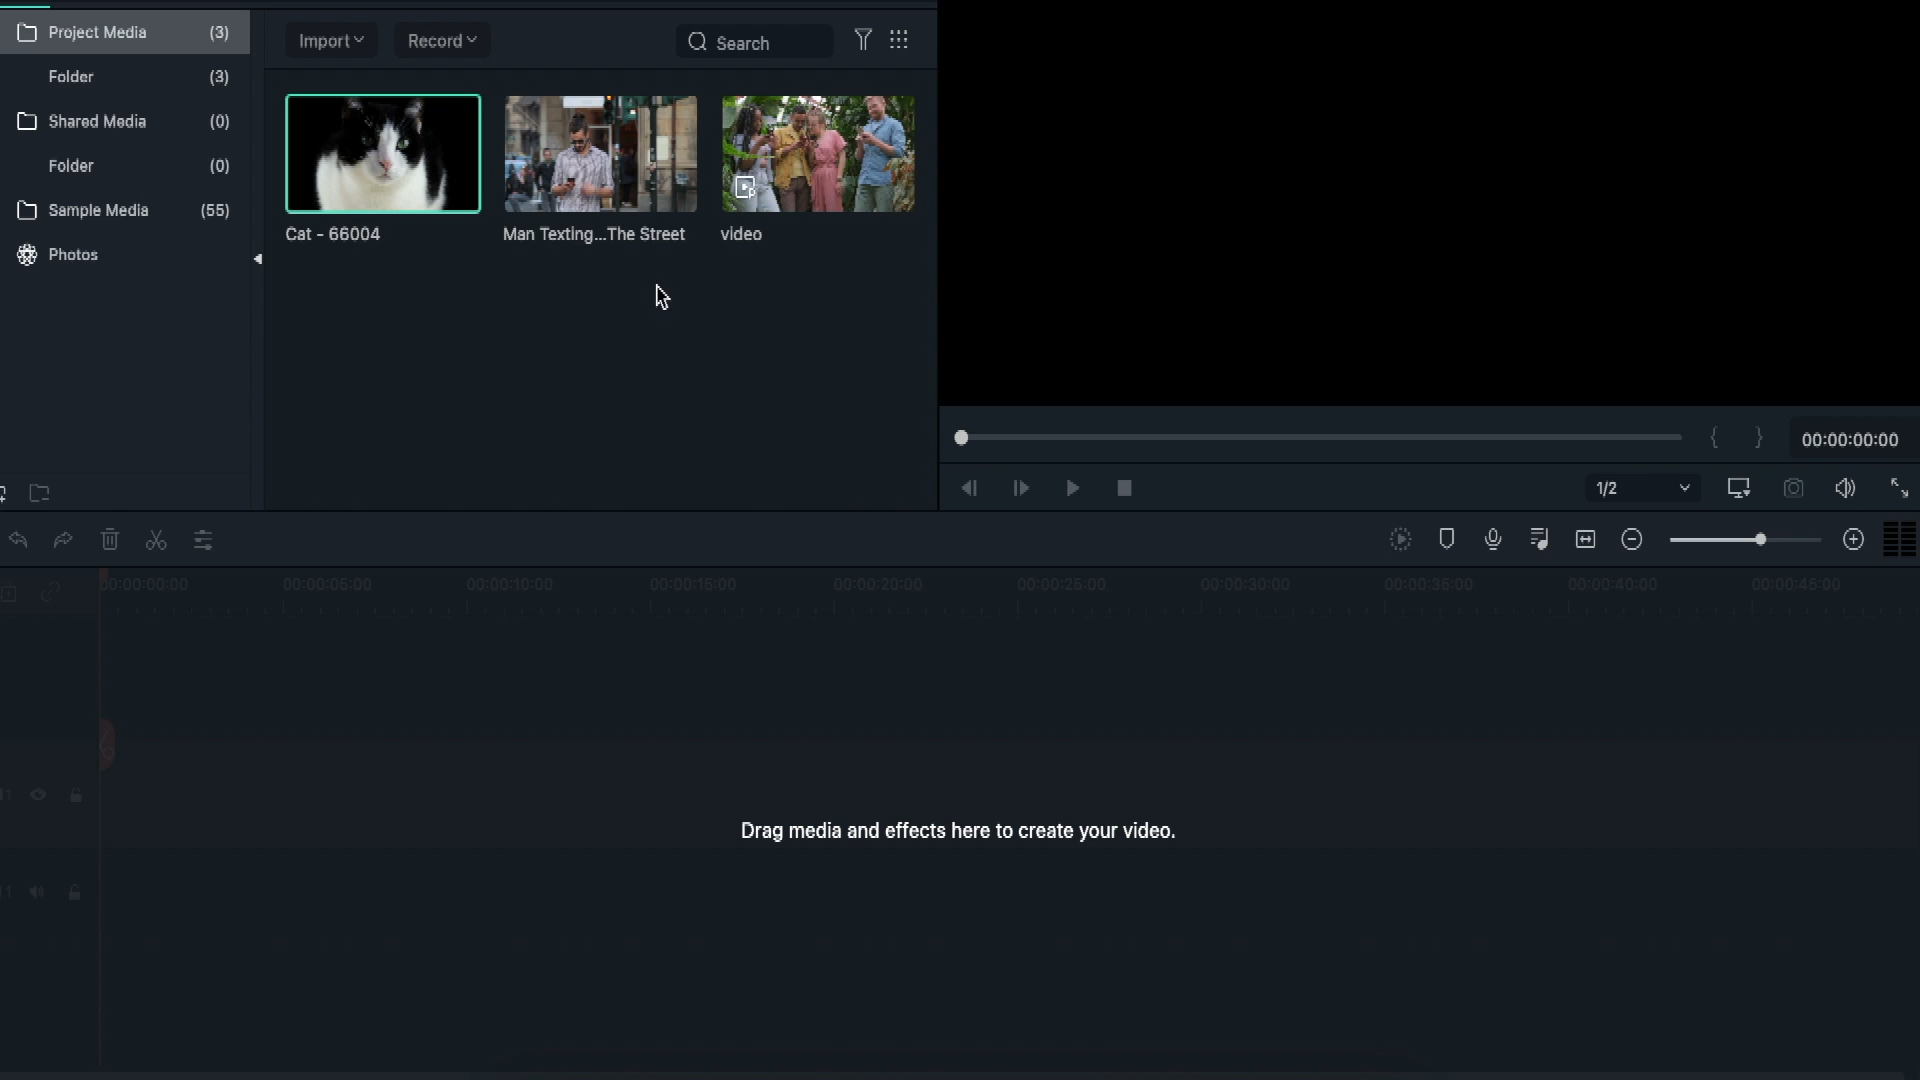 Project Media (3)
Folder (3)
Shared Media (0)
Folder (0)
Sample Media (55)
Photos
Import
Record
Search
Cat - 66004
Man Texting...The Street
video
00:00:00:00
1/2
00:00:00:00
00:00:05:00
00:00:10:00
00:00:15:00
00:00:20:00
00:00:25:00
00:00:30:00
00:00:35:00
00:00:40:00
00:00:45:00
1
Drag media and effects here to create your video.
1